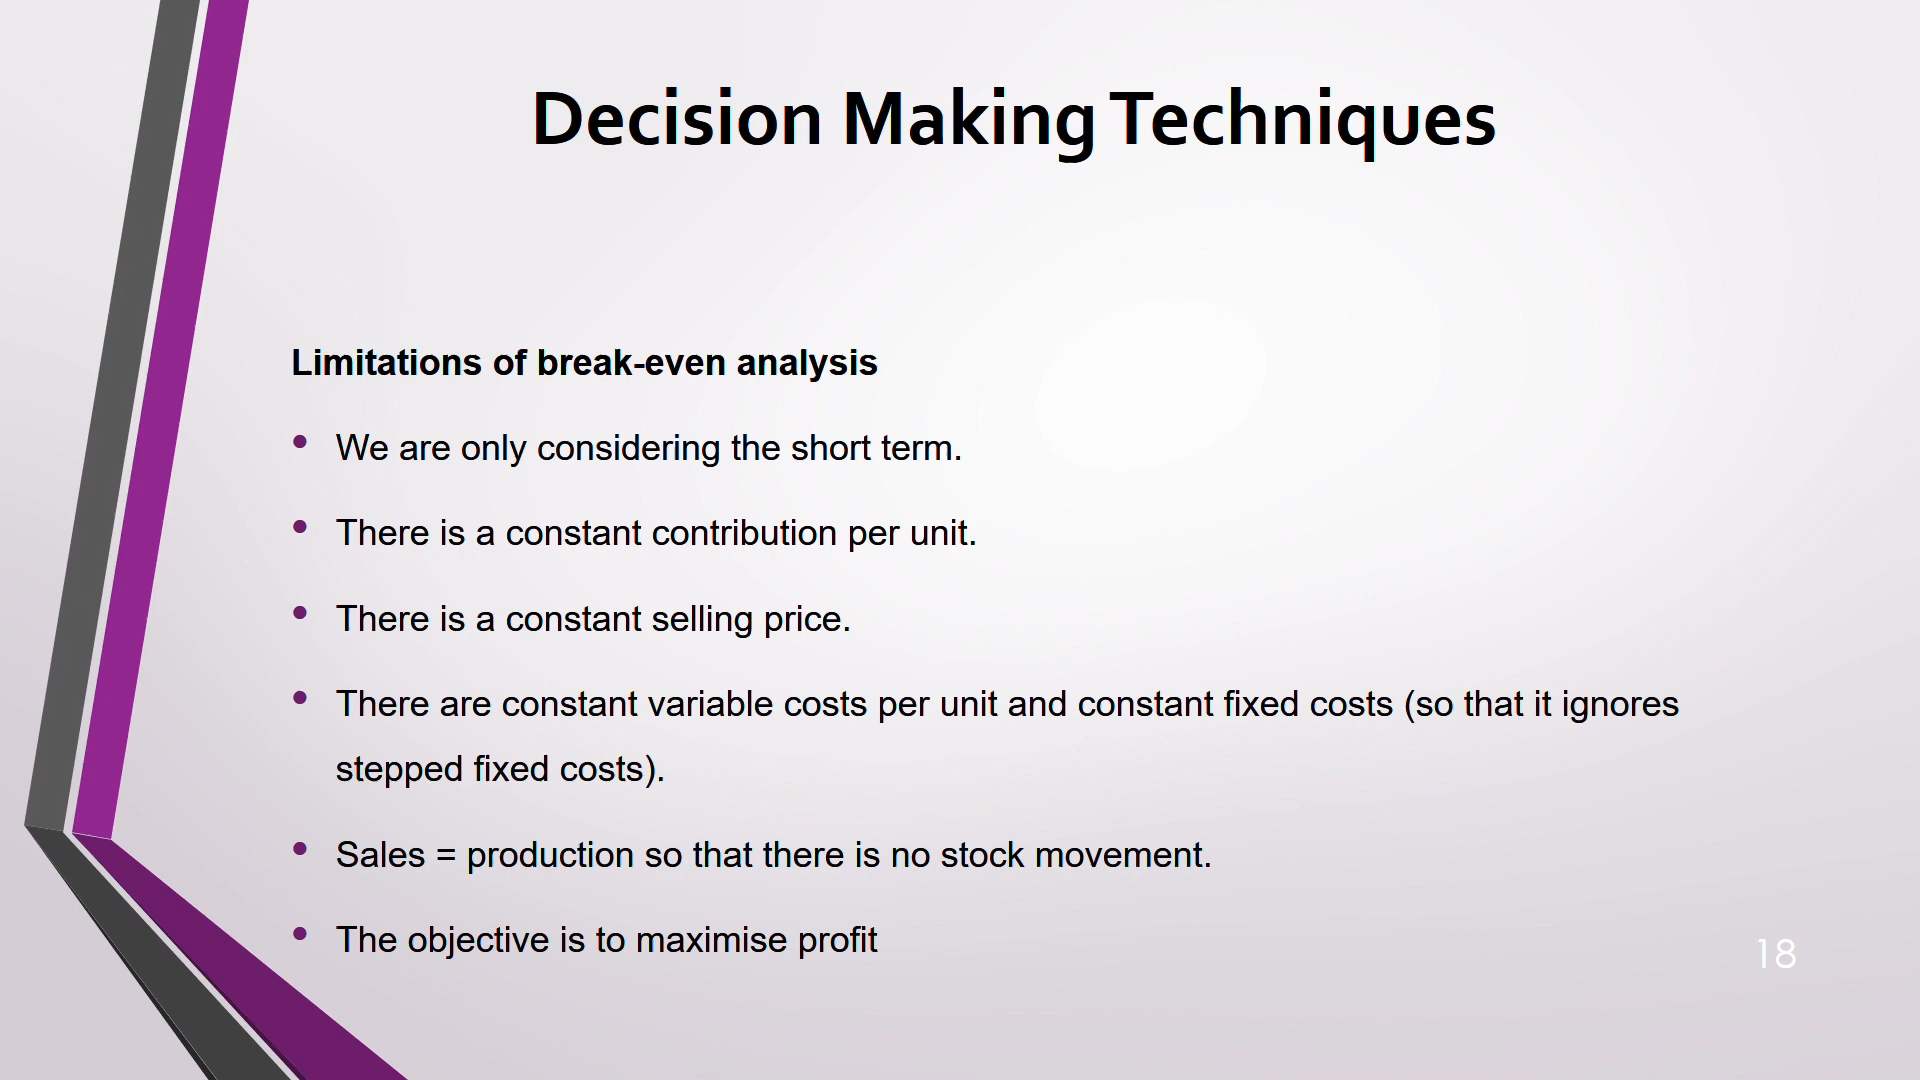 Decision Making Techniques
Limitations of break-even analysis
• We are only considering the short term.
• There is a constant contribution per unit.
• There is a constant selling price.
• There are constant variable costs per unit and constant fixed costs (so that it ignores
stepped fixed costs).
• Sales = production so that there is no stock movement.
• The objective is to maximise profit
18